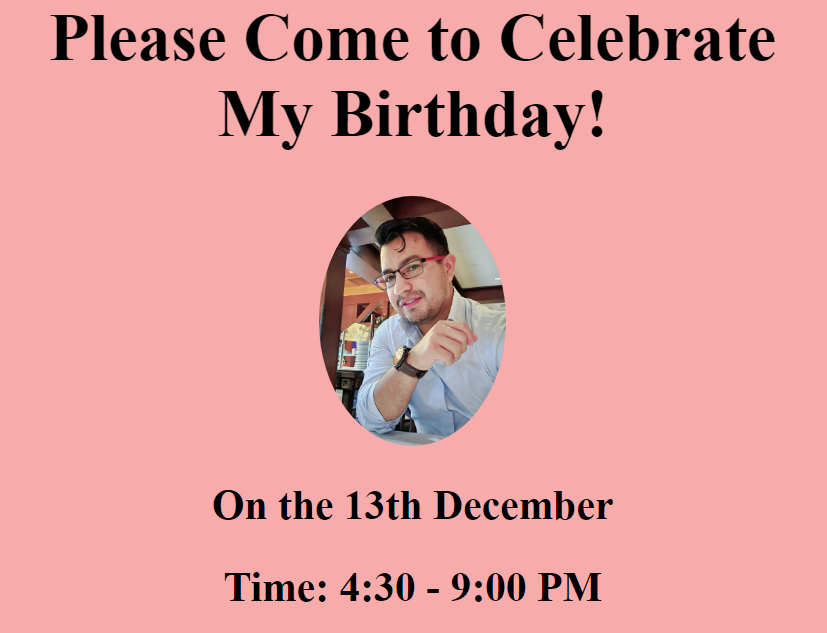 Please Come to Celebrate
My Birthday!
On the 13th December
Time: 4:30 - 9:00 PM